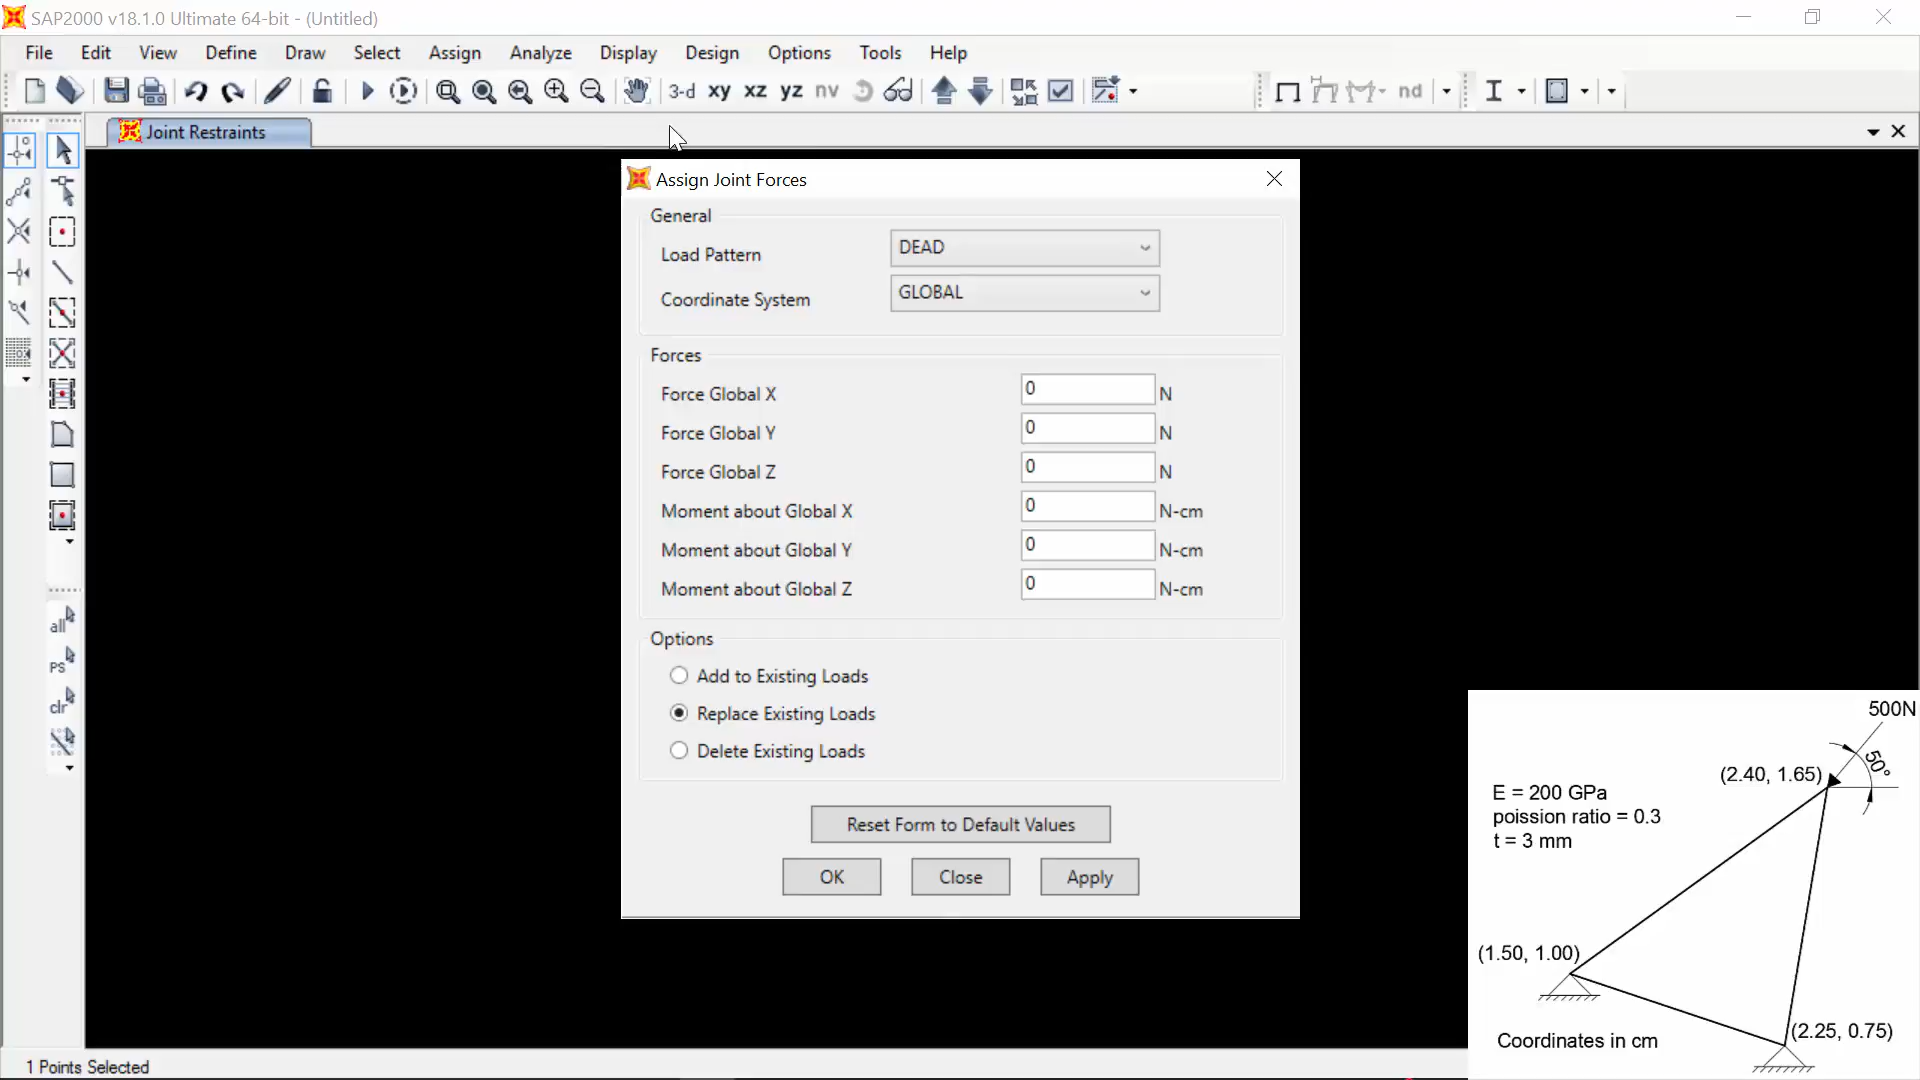 SAP2000 v18.1.0 Ultimate 64-bit - (Untitled)
File Edit View Define Draw Select Assign Analyze Display Design Options Tools Help
3-d xy xz yz nv nd
Joint Restraints
Assign Joint Forces
General
Load Pattern DEAD
Coordinate System GLOBAL
Forces
Force Global X 0 N
Force Global Y 0 N
Force Global Z 0 N
Moment about Global X 0 N-cm
Moment about Global Y 0 N-cm
Moment about Global Z 0 N-cm
Options
Add to Existing Loads
Replace Existing Loads
Delete Existing Loads
Reset Form to Default Values
OK Close Apply
all
PS
clr
500N
50°
(2.40, 1.65)
E = 200 GPa
poission ratio = 0.3
t = 3 mm
(1.50, 1.00)
(2.25, 0.75)
Coordinates in cm
1 Points Selected